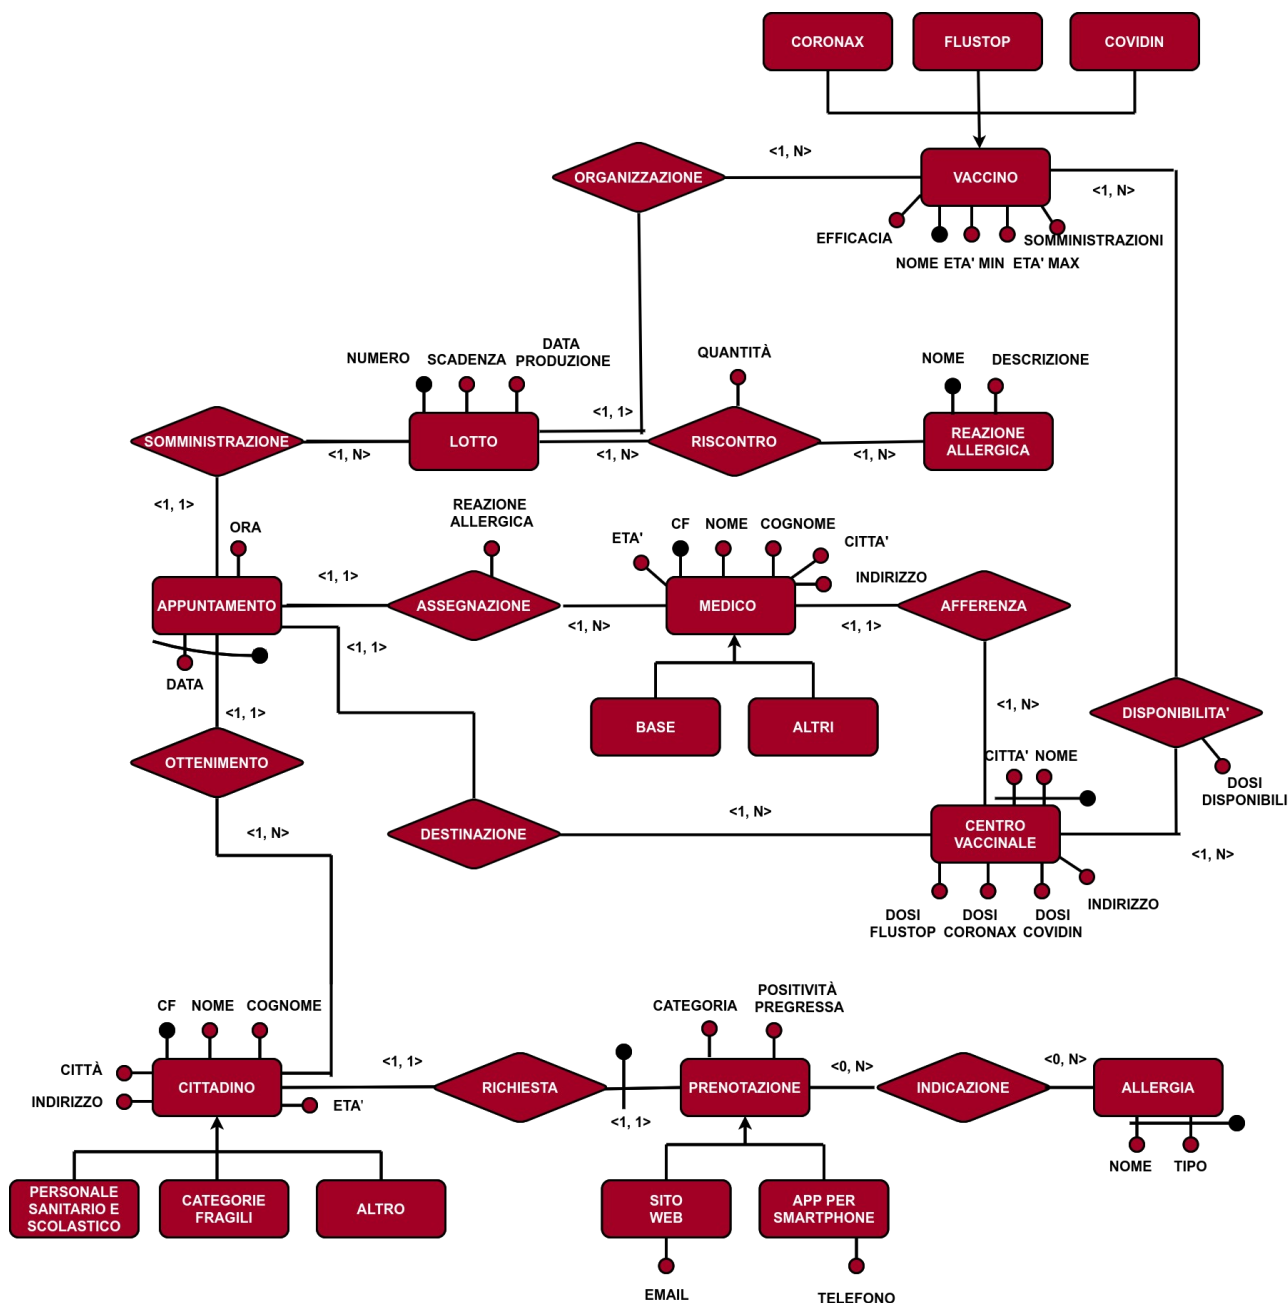 CORONAX
FLUSTOP
COVIDIN
<1, N>
ORGANIZZAZIONE
VACCINO
<1, N>
EFFICACIA
SOMMINISTRAZIONI
NOME
ETA' MIN
ETA' MAX
NUMERO
SCADENZA
DATA
PRODUZIONE
QUANTITÀ
NOME
DESCRIZIONE
<1, 1>
SOMMINISTRAZIONE
<1, N>
LOTTO
<1, N>
RISCONTRO
<1, N>
REAZIONE
ALLERGICA
<1, 1>
ORA
REAZIONE
ALLERGICA
ETA'
CF
NOME
COGNOME
CITTA'
INDIRIZZO
APPUNTAMENTO
<1, 1>
ASSEGNAZIONE
<1, N>
MEDICO
<1, 1>
AFFERENZA
<1, 1>
DATA
<1, 1>
BASE
ALTRI
<1, N>
DISPONIBILITA'
OTTENIMENTO
CITTA'
NOME
DOSI
DISPONIBILI
<1, N>
DESTINAZIONE
<1, N>
CENTRO
VACCINALE
<1, N>
DOSI
FLUSTOP
DOSI
CORONAX
DOSI
COVIDIN
INDIRIZZO
CF
NOME
COGNOME
CATEGORIA
POSITIVITÀ
PREGRESSA
CITTÀ
INDIRIZZO
CITTADINO
ETA'
<1, 1>
RICHIESTA
<1, 1>
PRENOTAZIONE
<0, N>
INDICAZIONE
<0, N>
ALLERGIA
NOME
TIPO
PERSONALE
SANITARIO E
SCOLASTICO
CATEGORIE
FRAGILI
ALTRO
SITO
WEB
APP PER
SMARTPHONE
EMAIL
TELEFONO